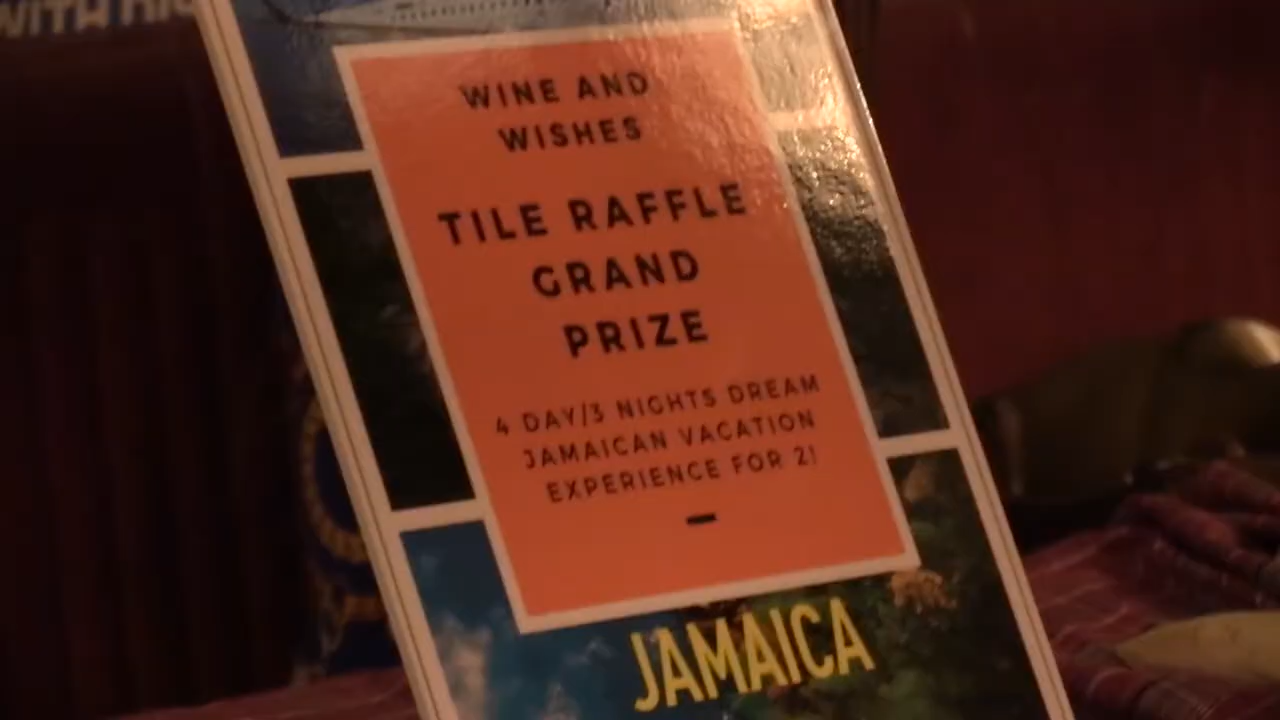 WINE AND
WISHES
TILE RAFFLE
GRAND
PRIZE
4 DAY/3 NIGHTS DREAM
JAMAICAN VACATION
EXPERIENCE FOR 2!
JAMAICA